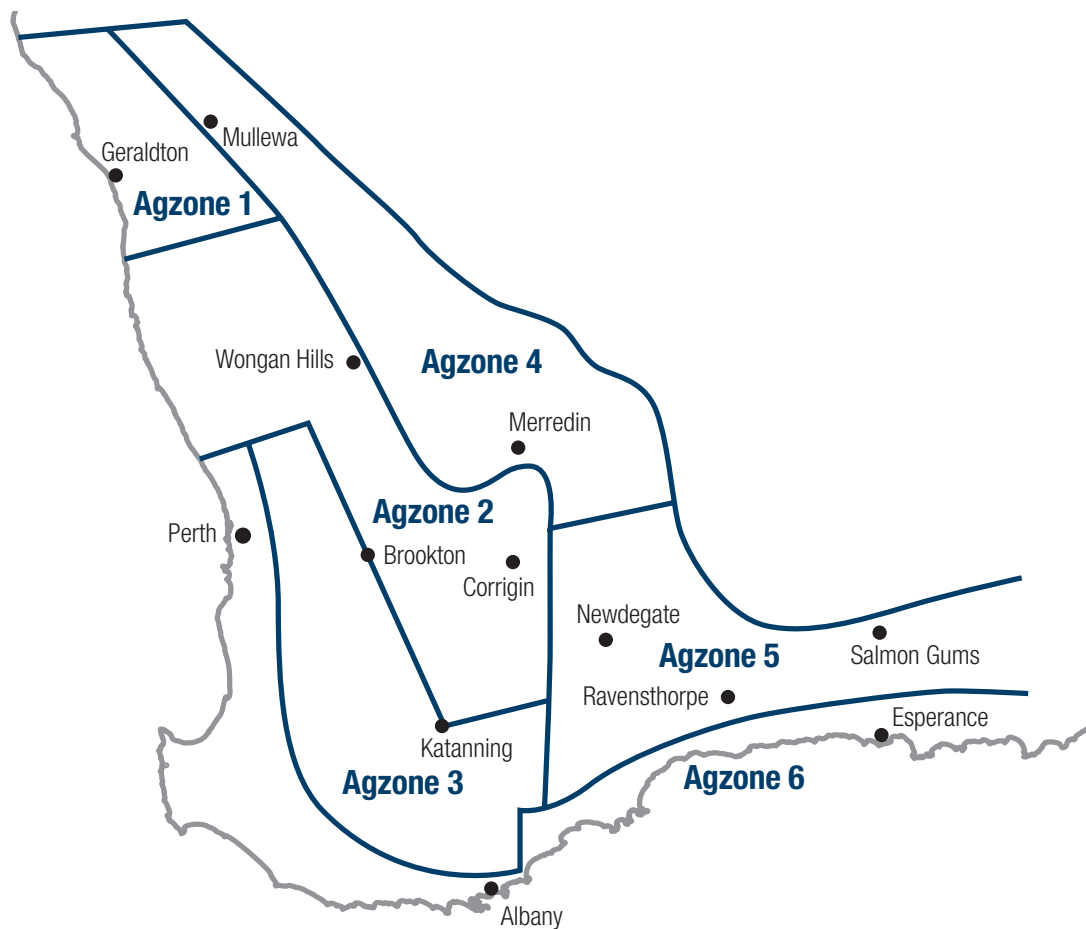 Mullewa
Geraldton
Agzone 1
Wongan Hills
Agzone 4
Merredin
Agzone 2
Perth
Brookton
Corrigin
Newdegate
Agzone 5
Salmon Gums
Ravensthorpe
Esperance
Katanning
Agzone 3
Agzone 6
Albany